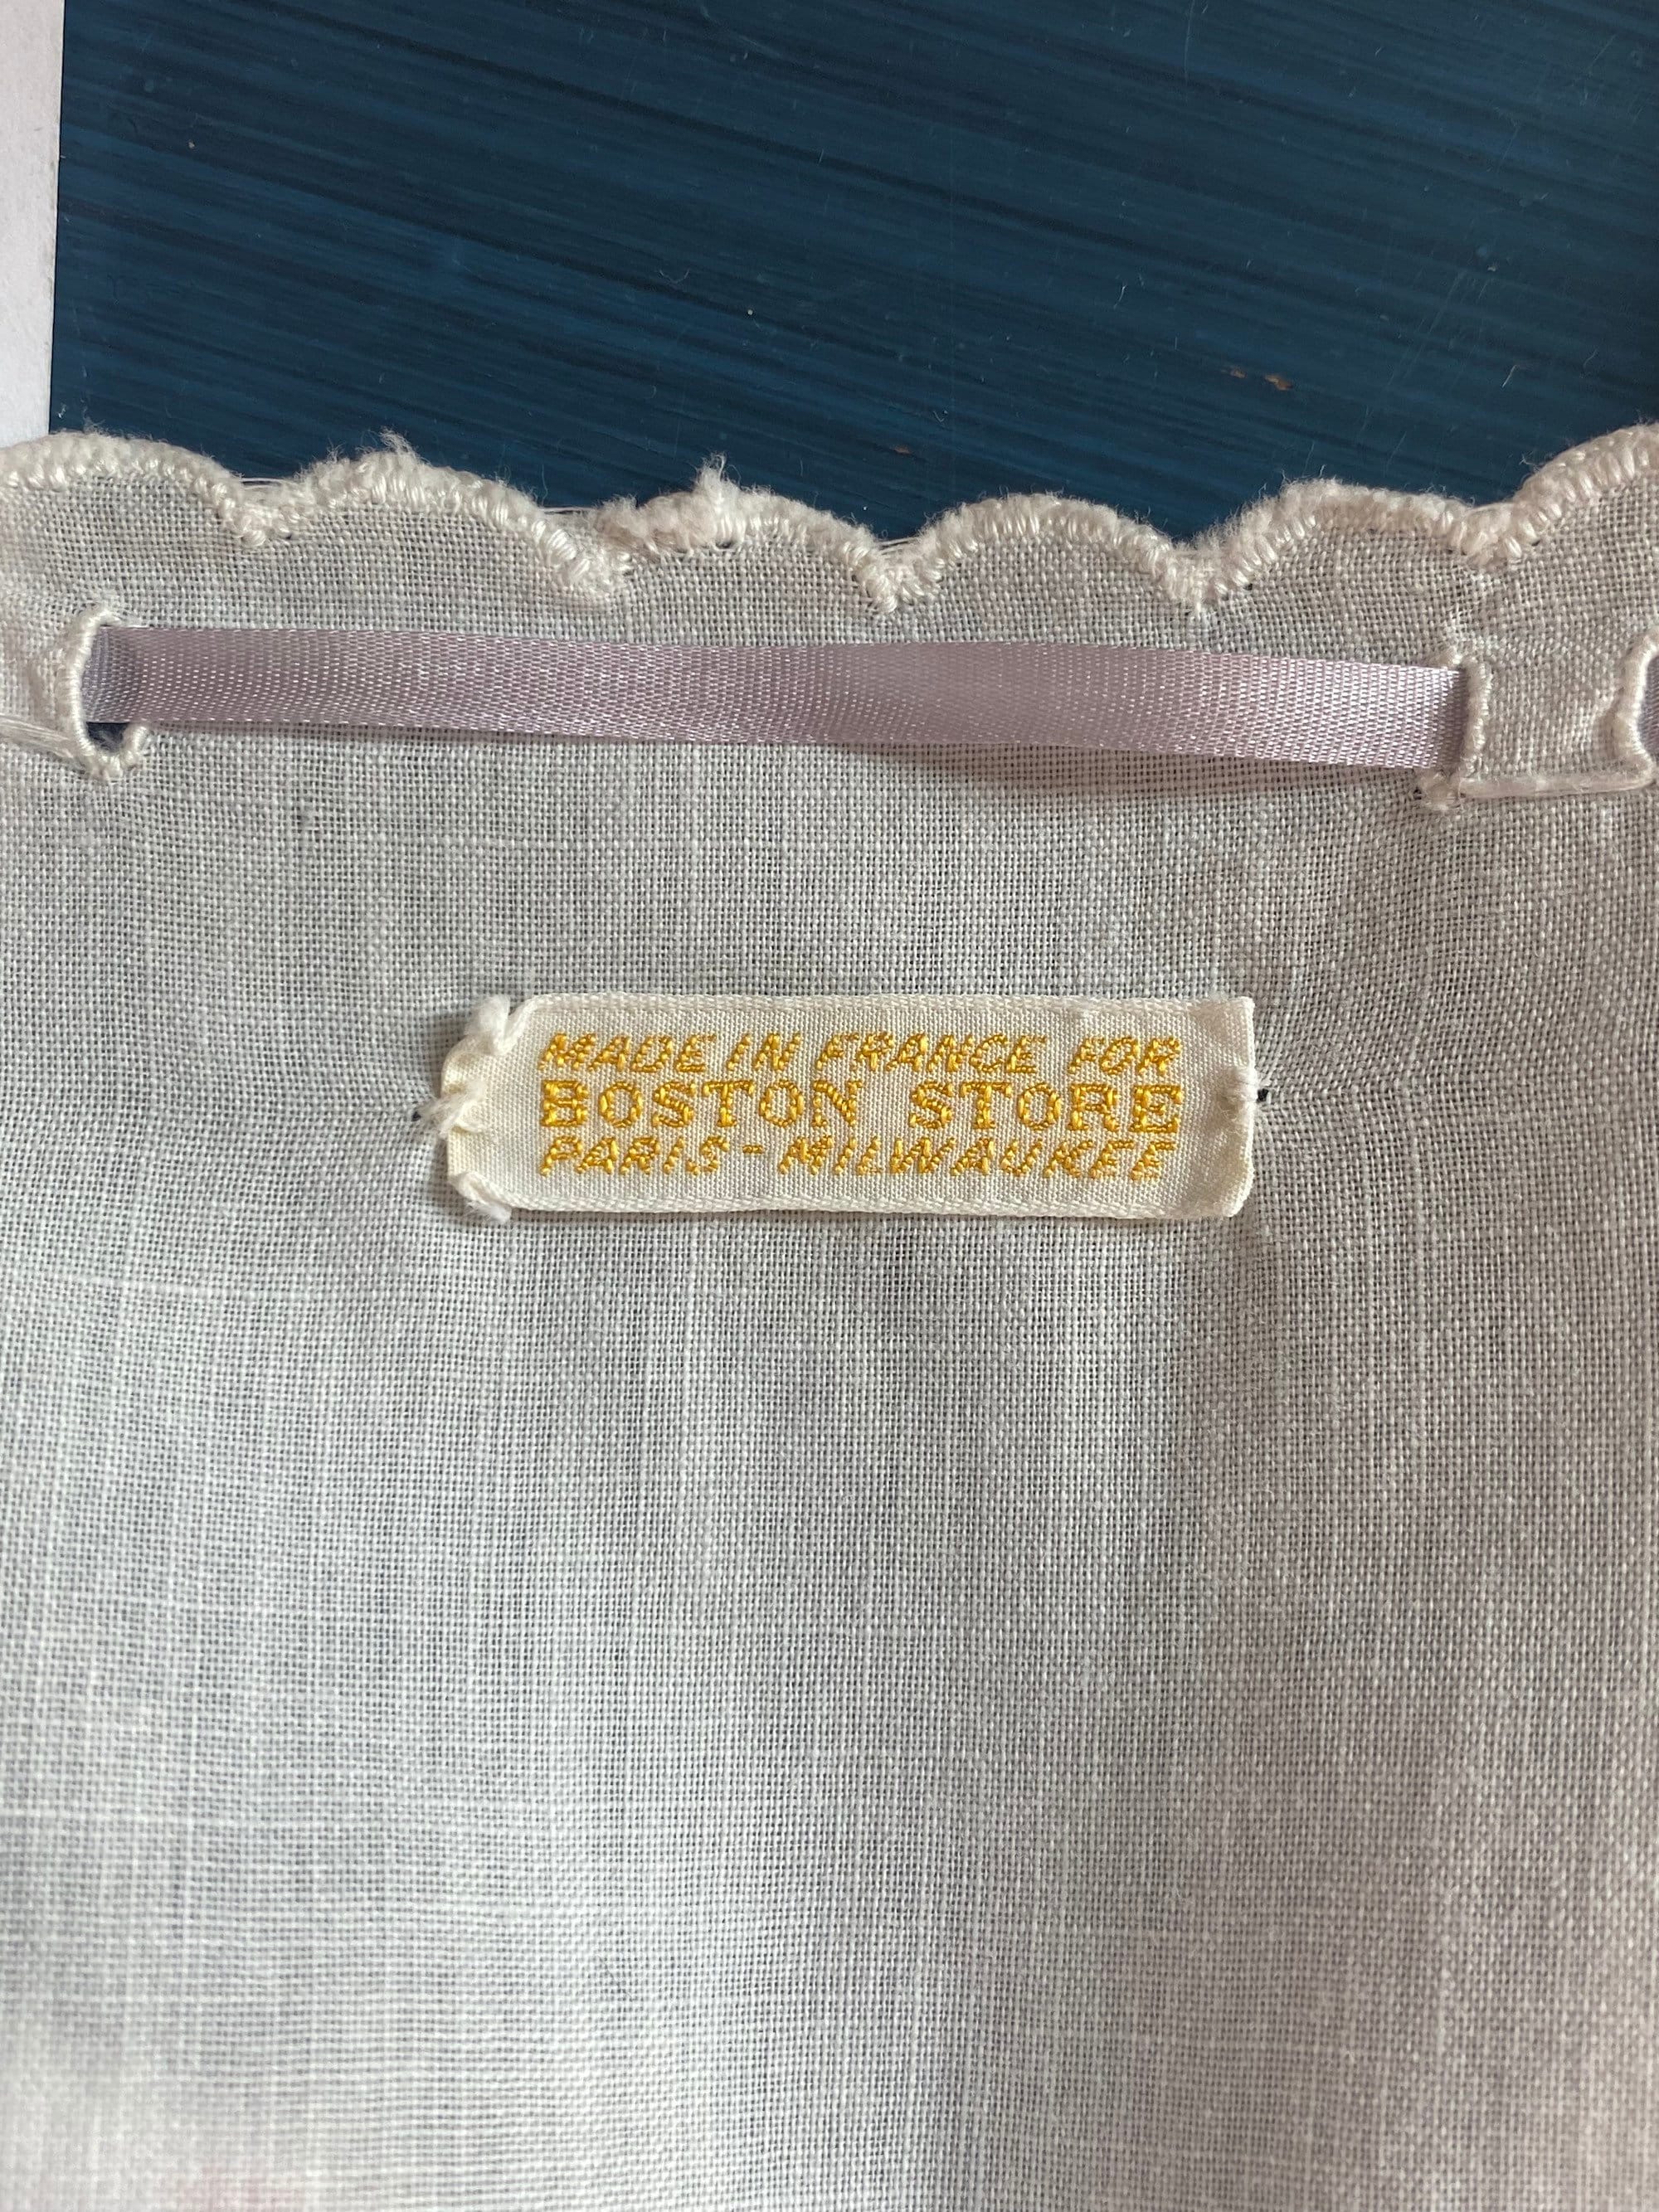 MADE IN FRANCE FOR
BOSTON STORE
PARIS-MILWAUKEE